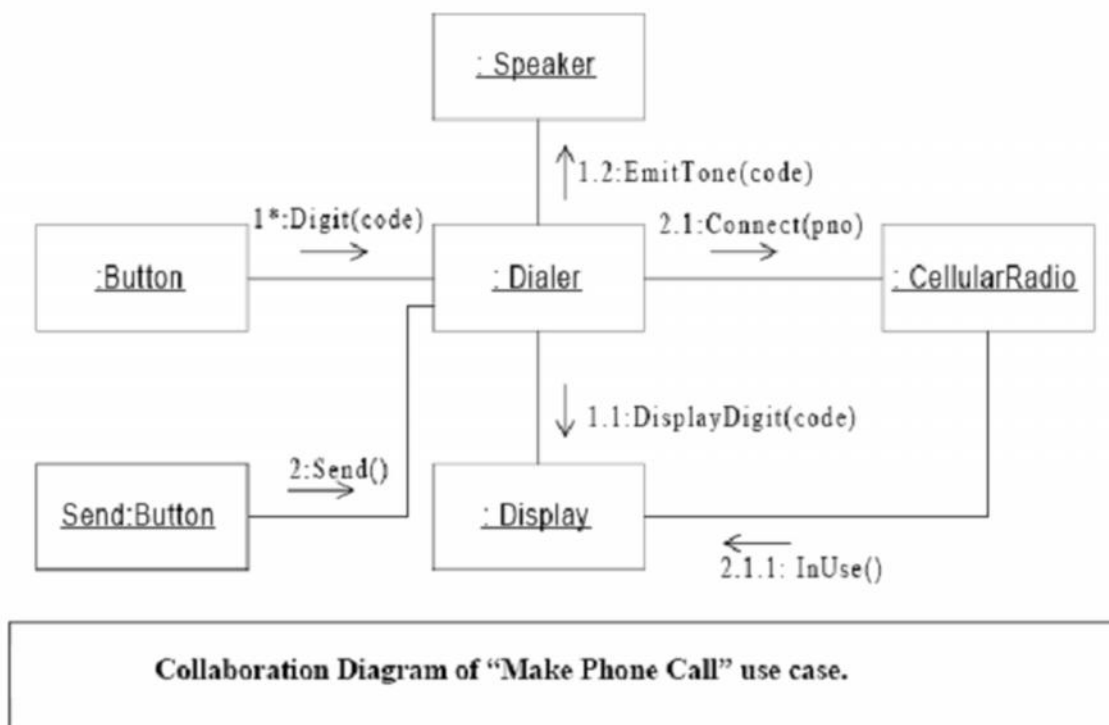 : Speaker
1.2:EmitTone(code)
1*:Digit(code)
2.1:Connect(pno)
:Button
: Dialer
: CellularRadio
1.1:DisplayDigit(code)
2:Send()
Send:Button
: Display
2.1.1: InUse()
Collaboration Diagram of “Make Phone Call” use case.